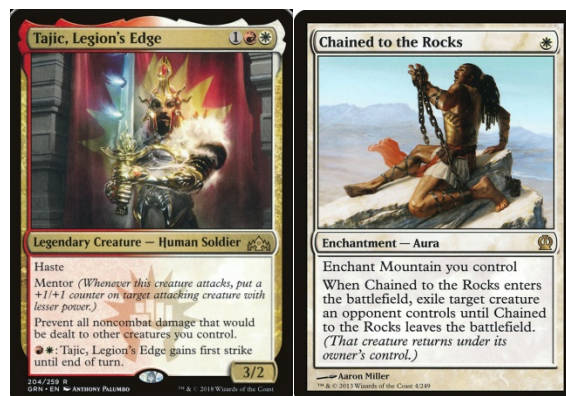 Tajic, Legion's Edge 1
Legendary Creature — Human Soldier
Haste
Mentor (Whenever this creature attacks, put a
+1/+1 counter on target attacking creature with
lesser power.)
Prevent all noncombat damage that would
be dealt to other creatures you control.
: Tajic, Legion's Edge gains first strike
until end of turn.
3/2
204/259 R
GRN • EN Anthony Palumbo
™ & © 2018 Wizards of the Coast
Chained to the Rocks
Enchantment — Aura
Enchant Mountain you control
When Chained to the Rocks enters
the battlefield, exile target creature
an opponent controls until Chained
to the Rocks leaves the battlefield.
(That creature returns under its
owner's control.)
Aaron Miller
™ & © 2013 Wizards of the Coast 4/249